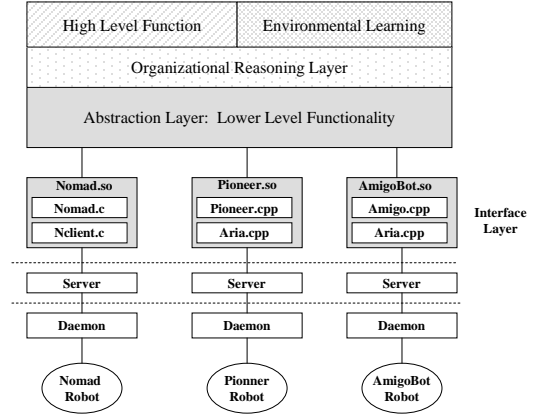 High Level Function
Environmental Learning
Organizational Reasoning Layer
Abstraction Layer: Lower Level Functionality
Nomad.so
Pioneer.so
AmigoBot.so
Nomad.c
Pioneer.cpp
Amigo.cpp
Interface
Layer
Nclient.c
Aria.cpp
Aria.cpp
Server
Server
Server
Daemon
Daemon
Daemon
Nomad
Robot
Pionner
Robot
AmigoBot
Robot